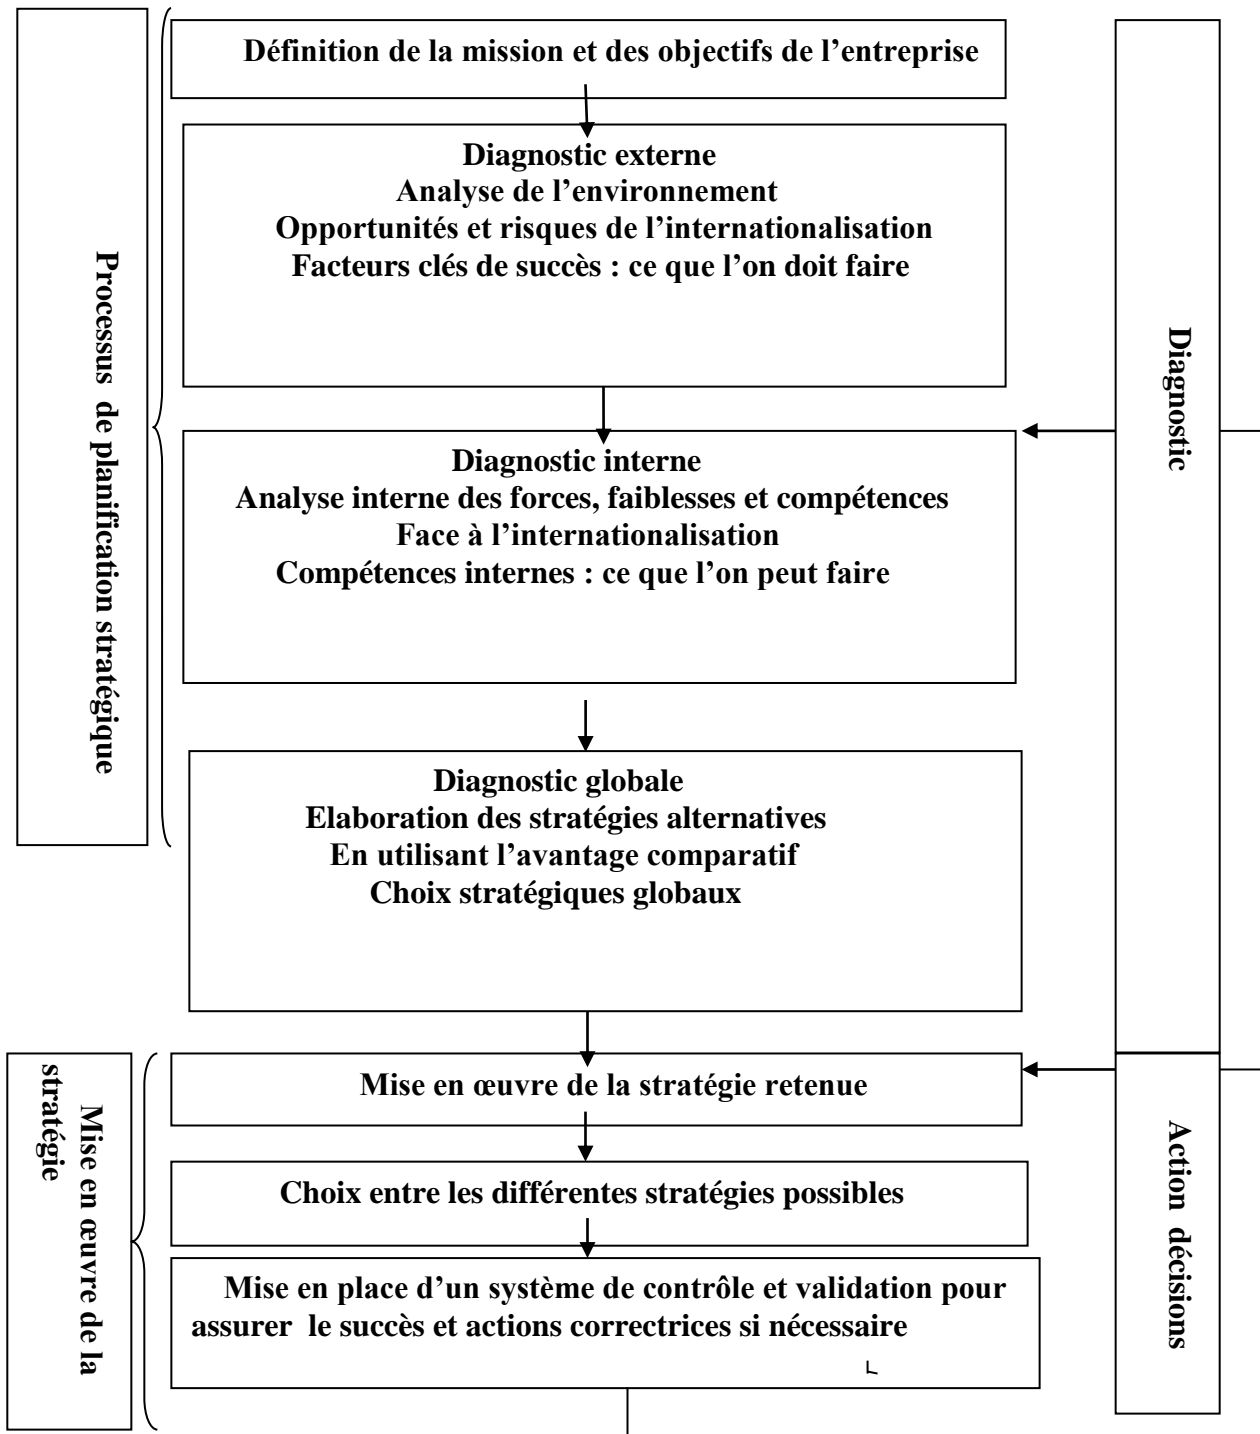 Définition de la mission et des objectifs de l’entreprise
Diagnostic externe
Analyse de l’environnement
Opportunités et risques de l’internationalisation
Facteurs clés de succès : ce que l’on doit faire
Processus de planification stratégique
Diagnostic
Diagnostic interne
Analyse interne des forces, faiblesses et compétences
Face à l’internationalisation
Compétences internes : ce que l’on peut faire
Diagnostic globale
Elaboration des stratégies alternatives
En utilisant l’avantage comparatif
Choix stratégiques globaux
Mise en œuvre de la stratégie retenue
Mise en œuvre de la
stratégie
Action décisions
Choix entre les différentes stratégies possibles
Mise en place d’un système de contrôle et validation pour
assurer le succès et actions correctrices si nécessaire